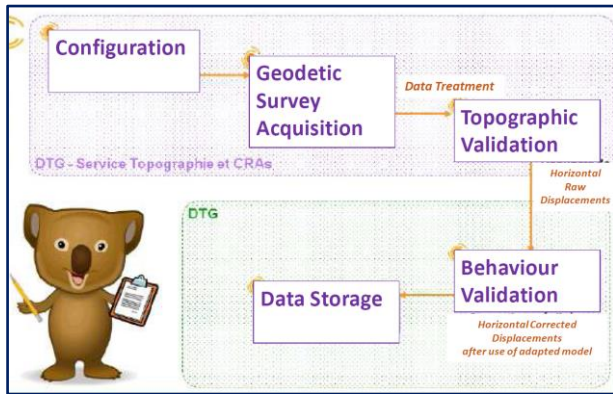 Configuration
Geodetic
Survey
Acquisition
Data Treatment
Topographic
Validation
DTG - Service Topographie et CRAs
Horizontal
Raw
Displacements
DTG
Behaviour
Validation
Data Storage
Horizontal Corrected
Displacements
after use of adapted model